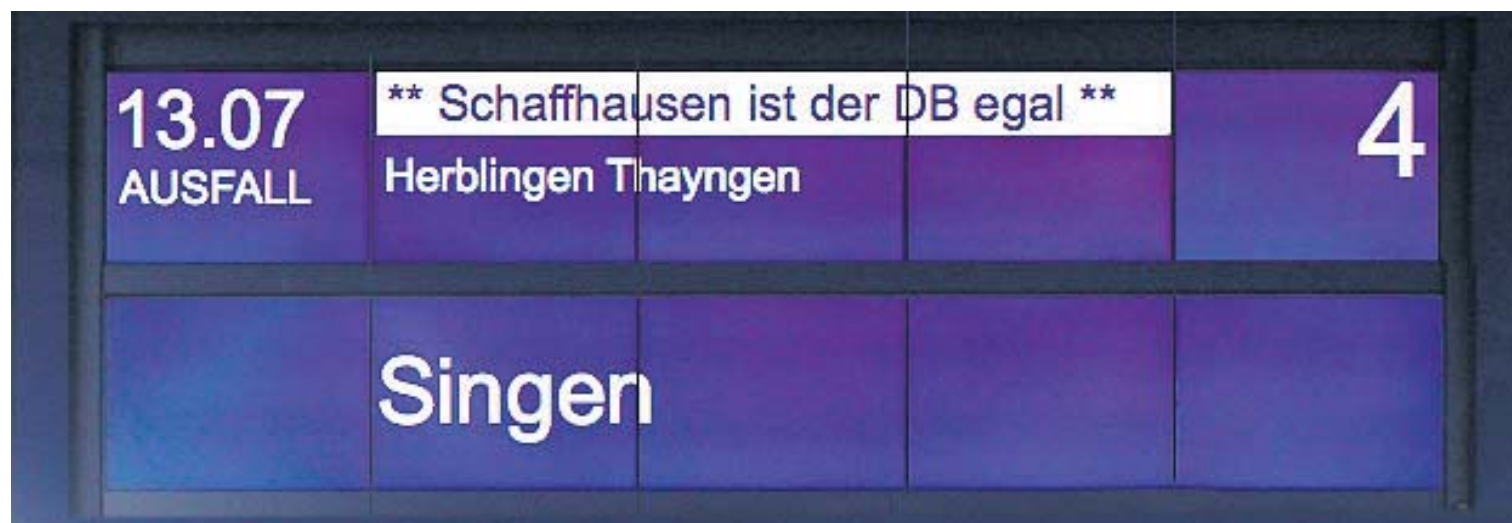 13.07
AUSFALL
** Schaffhausen ist der DB egal **
Herblingen Thayngen
4
Singen